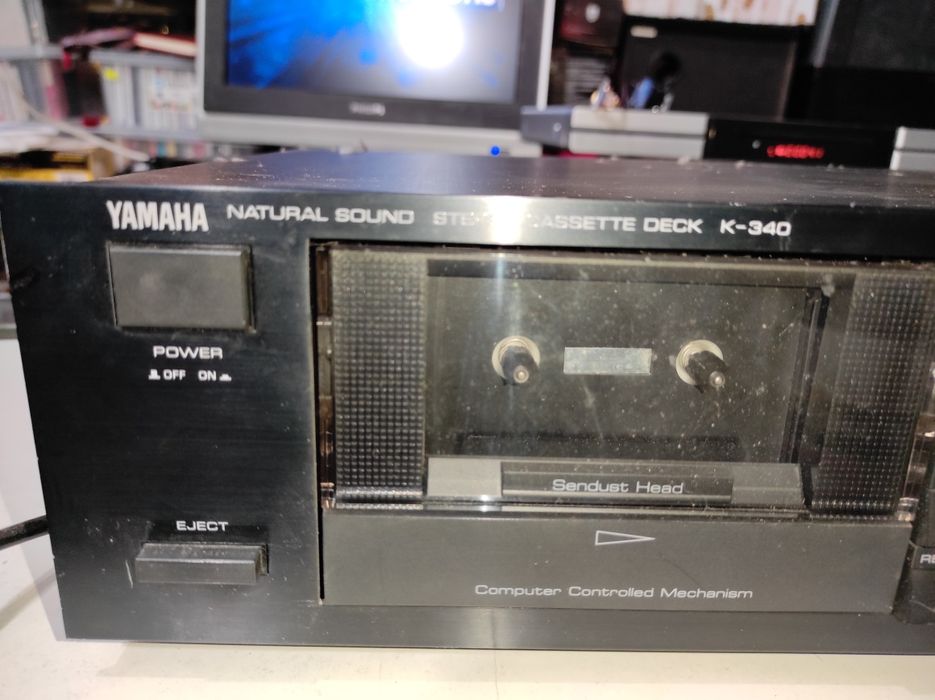 YAMAHA NATURAL SOUND CASSETTE DECK K-340
POWER
OFF ON
Sendust Head
EJECT
Computer Controlled Mechanism